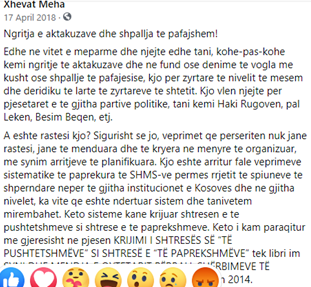 Xhevat Meha
17 April 2018 ·
Ngritja e aktakuzave dhe shpallja te pafajshem!
Edhe ne vitet e meparme dhe njejte edhe tani, kohe-pas-kohe
kemi ngritje te aktakuzave dhe ne fund ose denime te vogla me
kusht ose shpallje te pafajesise, kjo per zyrtare te nivelit te mesem
dhe deridiku te larte te zyrtareve te shtetit. Kjo vlen njejte per
pjesetaret e te gjitha partive politike, tani kemi Haki Rugoven, pal
Leken, Besim Beqen, etj.
A eshte rastesi kjo? Sigurisht se jo, veprimet qe perseriten nuk jane
rastesi, jane te menduara dhe te kryera ne menyre te organizuar,
me synim arritjeve te planifikuara. Kjo eshte arritur fale veprimeve
sistematike te paprekura te SHMS-ve permes rrjetit te spiuneve te
shperndare neper te gjitha institucionet e Kosoves dhe ne gjitha
nivelet, ka vite qe eshte ndertuar sistem dhe tanivetem
mirembahet. Keto sisteme kane krijuar shtresen e te
pushtetshmeve si shtrese e te paprekshmeve. Keto i kam paraqitur
me gjeresisht ne pjesen KRIJIMI I SHTRESËS SË “TË
PUSHTETSHMËVE” SI SHTRESË E “TË PAPREKSHMËVE” tek libri im
n 2014.